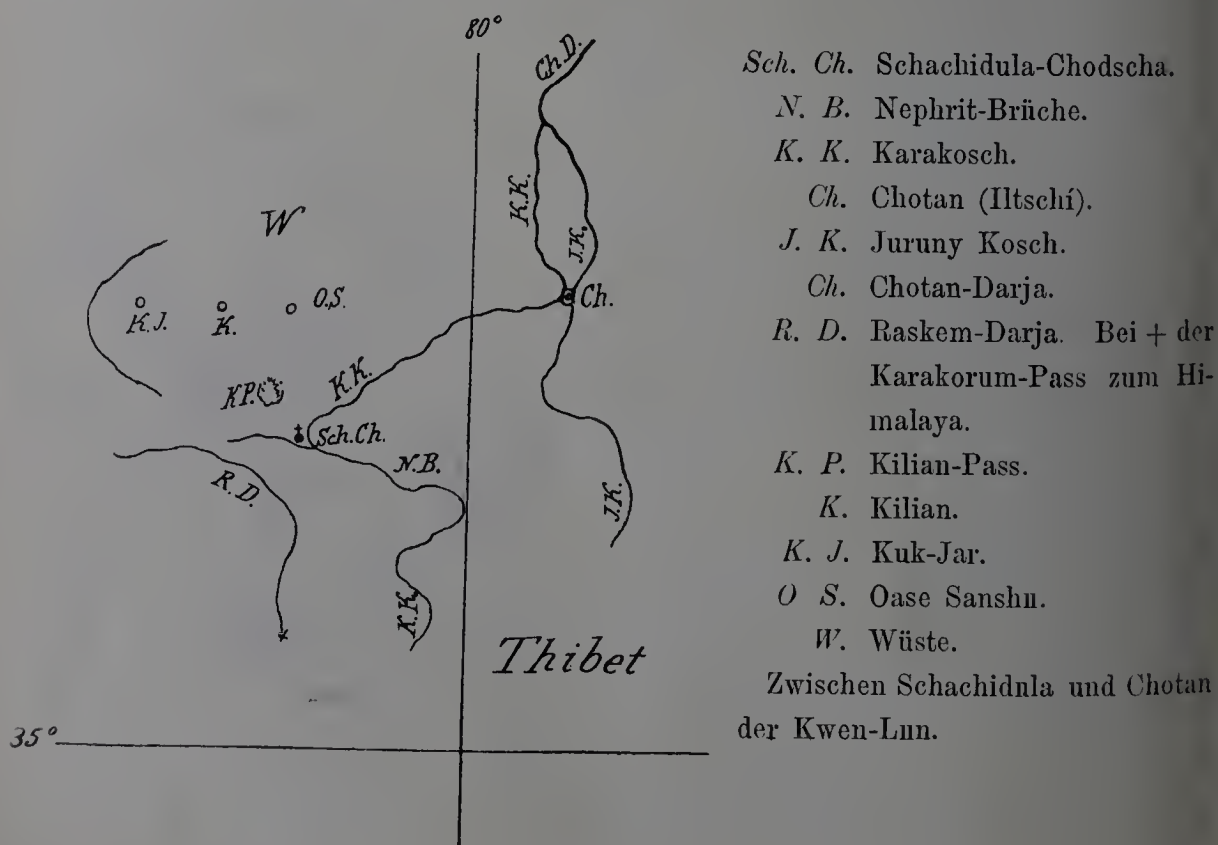 80°
Ch.D.
K.K.
J.K.
W
K.J.
K.
O.S.
Ch.
K.P.
K.K.
Sch.Ch.
N.B.
R.D.
J.K.
K.K.
Thibet
35°
Sch. Ch. Schachidula-Chodscha.
N. B. Nephrit-Brüche.
K. K. Karakosch.
Ch. Chotan (Iltschí).
J. K. Juruny Kosch.
Ch. Chotan-Darja.
R. D. Raskem-Darja. Bei + der
Karakorum-Pass zum Hi-
malaya.
K. P. Kilian-Pass.
K. Kilian.
K. J. Kuk-Jar.
O S. Oase Sanshu.
W. Wüste.
Zwischen Schachidula und Chotan
der Kwen-Lun.